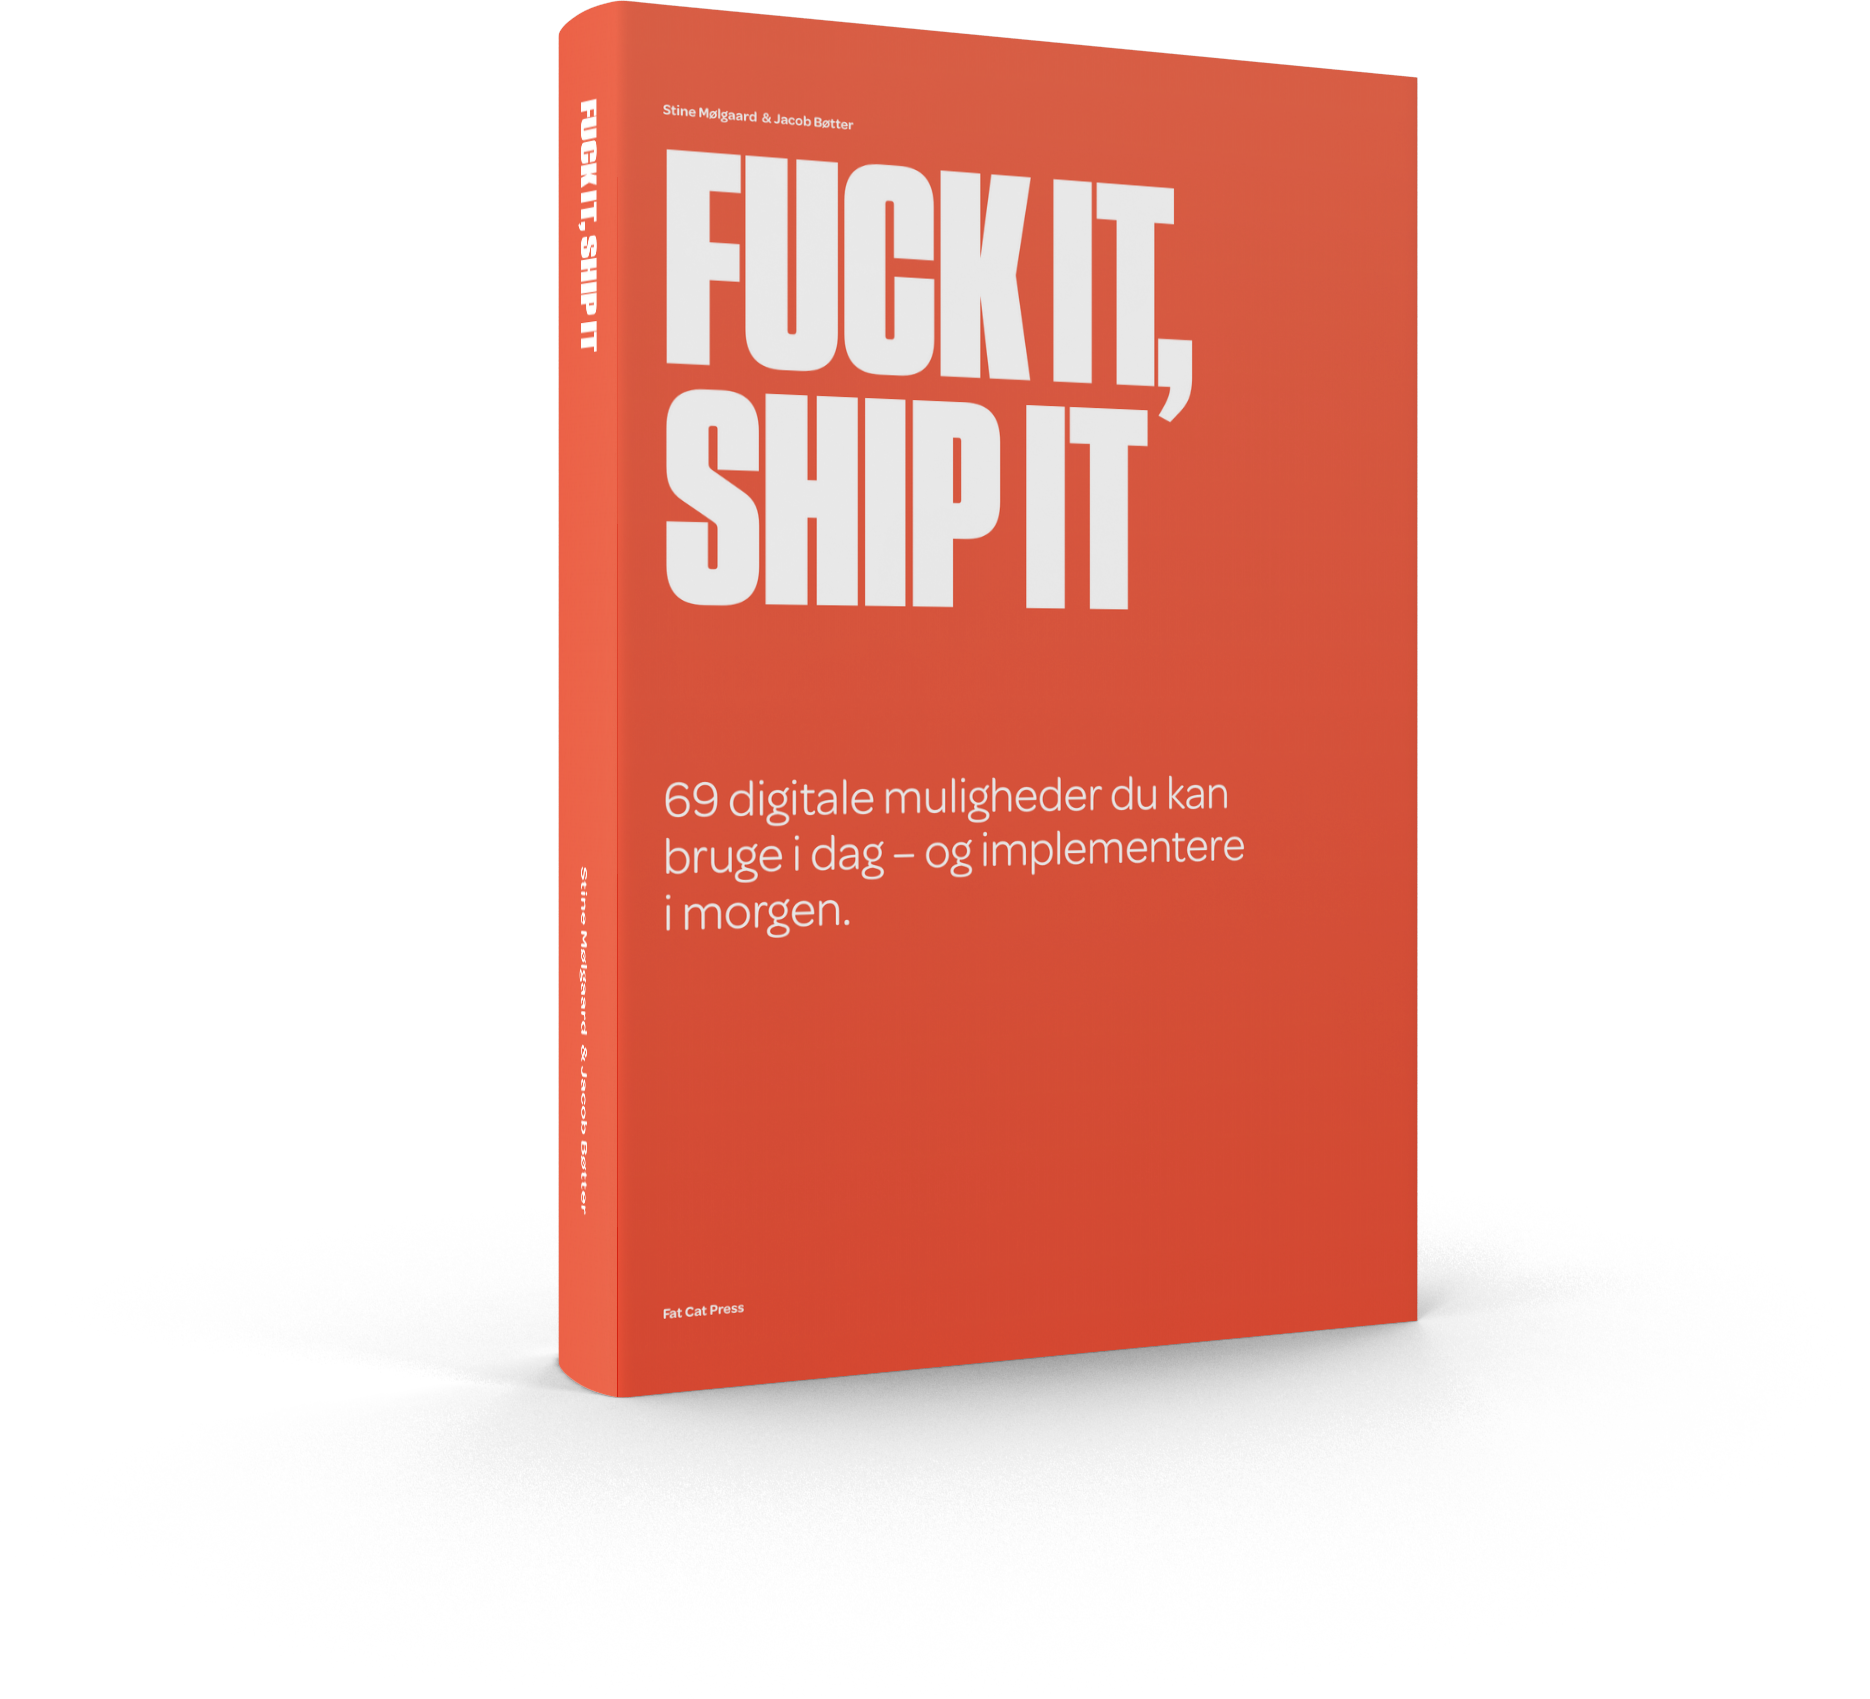 FUCK IT, SHIP IT
Stine Mølgaard & Jacob Bøtter
Stine Mølgaard & Jacob Bøtter
FUCK IT,
SHIP IT
69 digitale muligheder du kan
bruge i dag – og implementere
i morgen.
Fat Cat Press